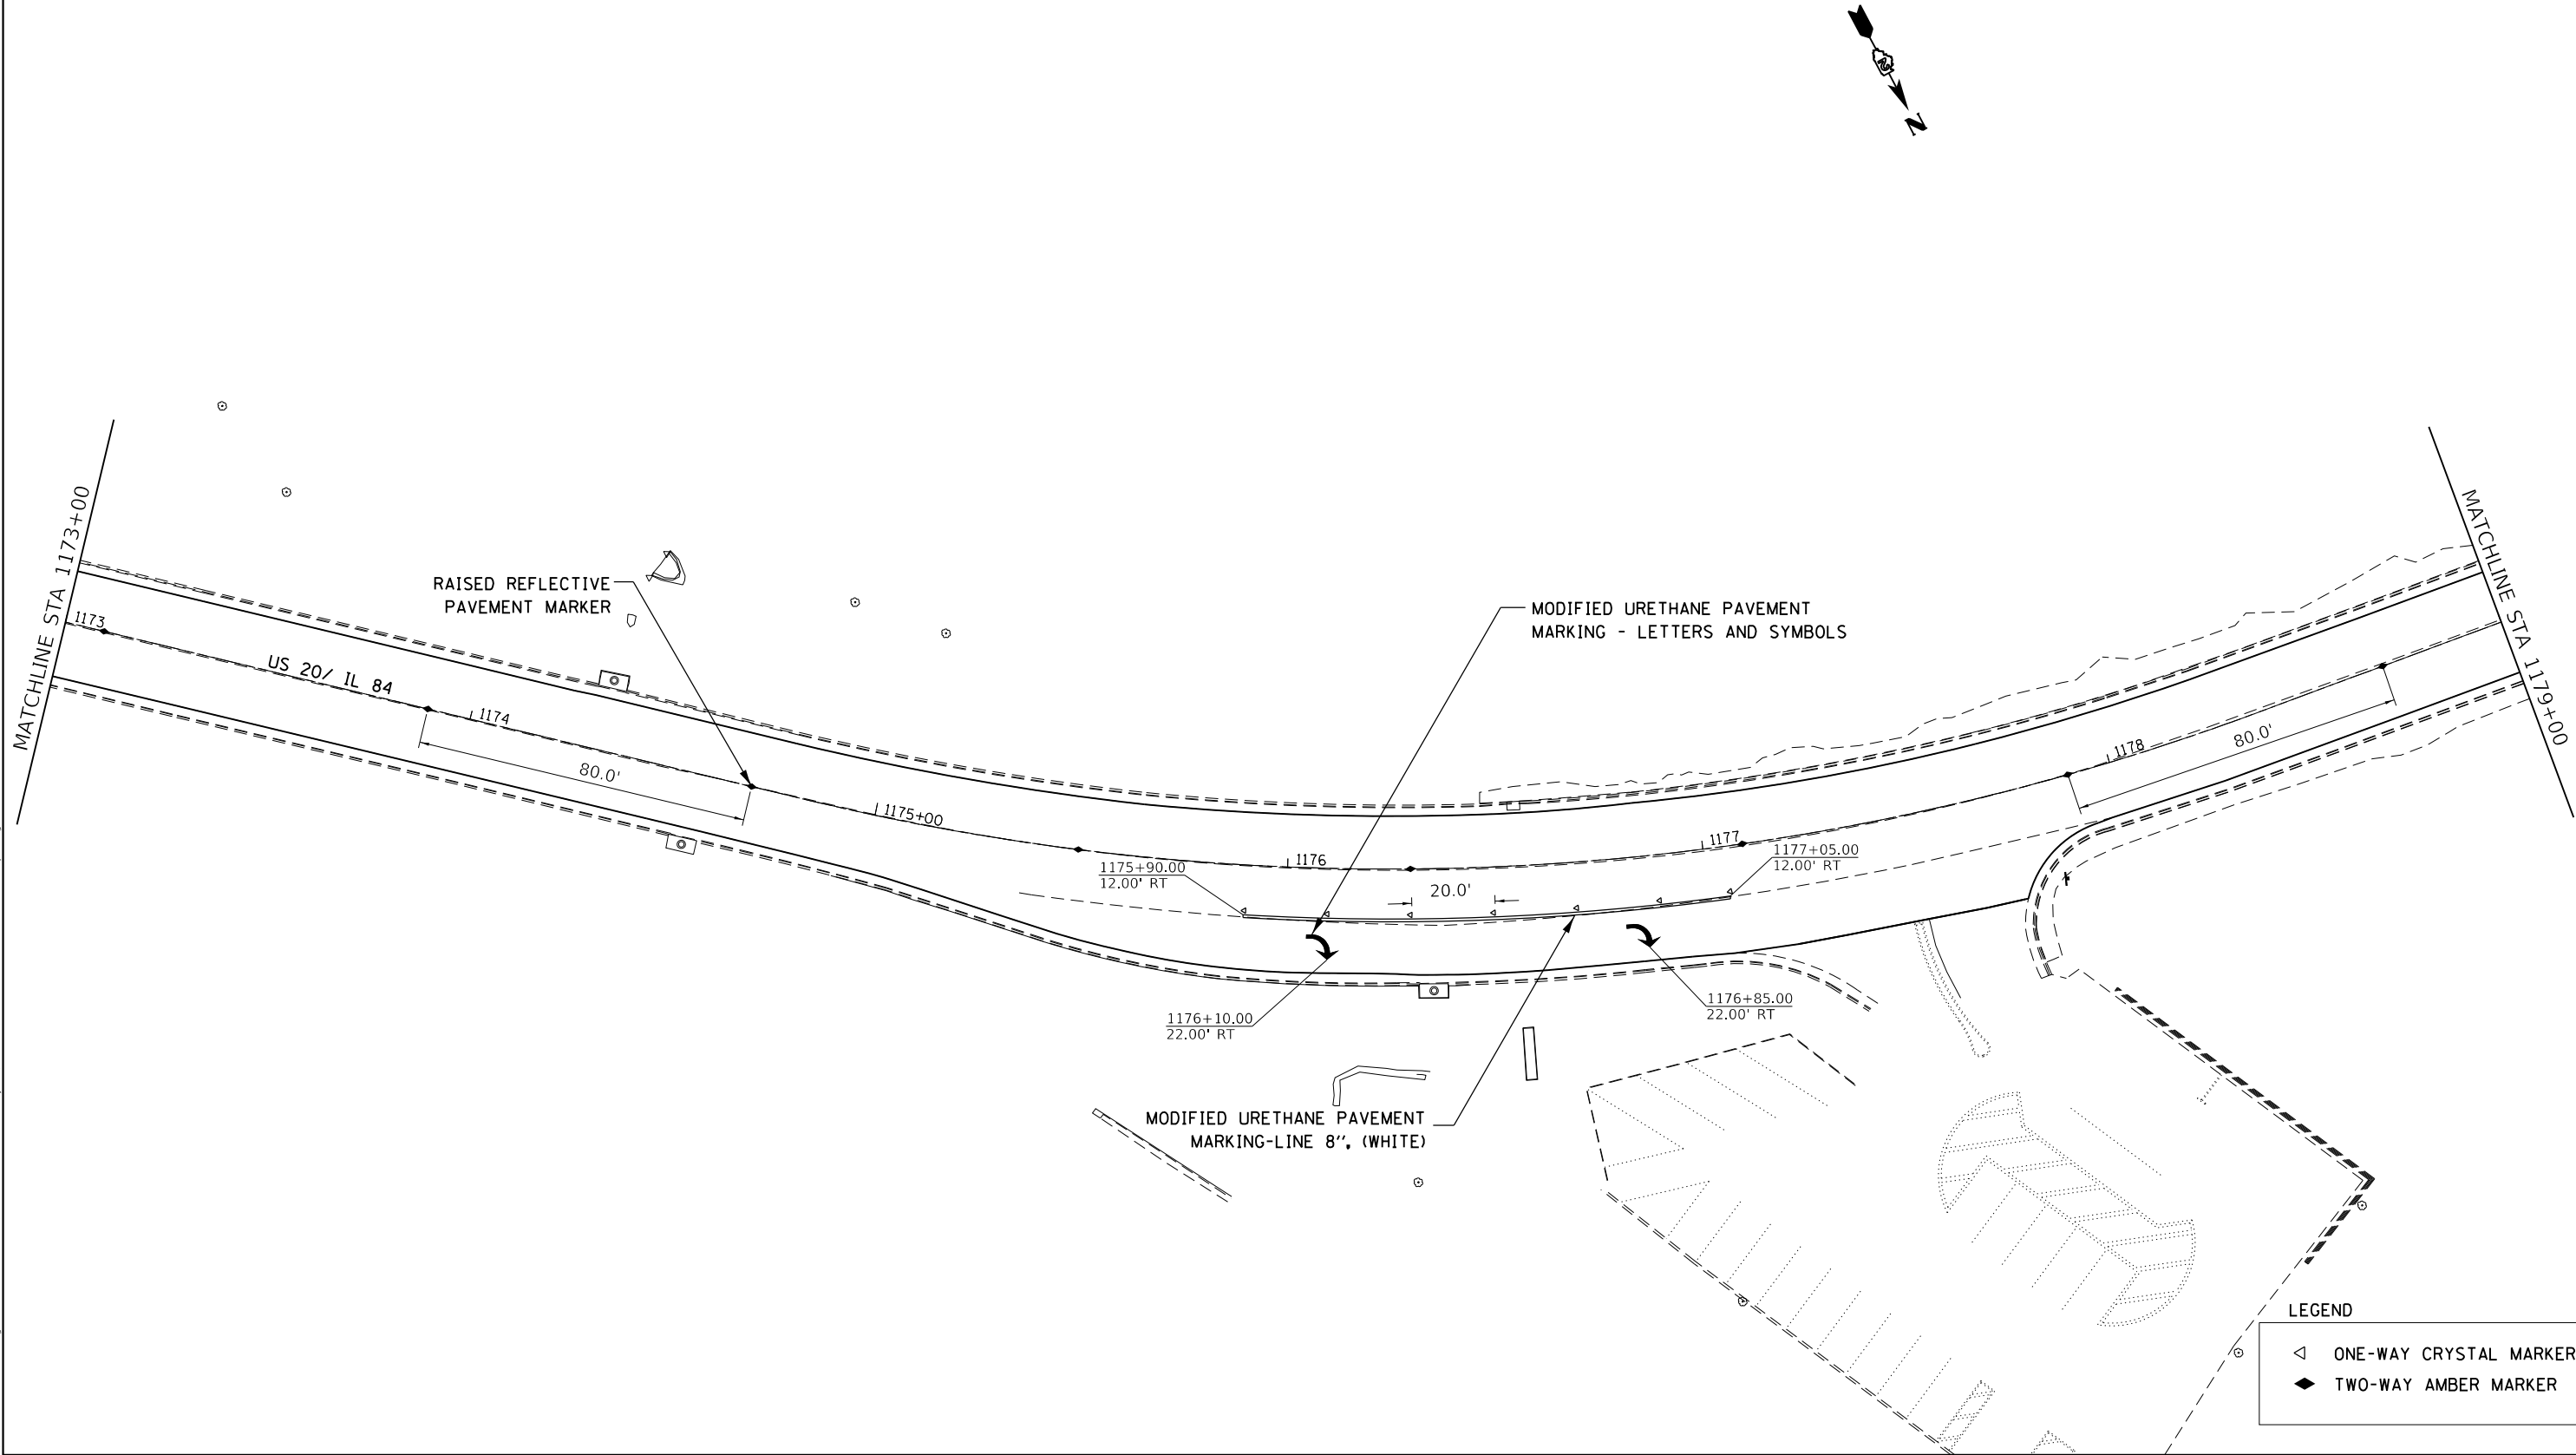 N
MATCHLINE STA 1173+00
MATCHLINE STA 1179+00
RAISED REFLECTIVE
PAVEMENT MARKER
MODIFIED URETHANE PAVEMENT
MARKING - LETTERS AND SYMBOLS
1173
US 20/ IL 84
1174
80.0'
1175+00
1176
1177
1178
80.0'
1175+90.00
12.00' RT
1177+05.00
12.00' RT
20.0'
1176+10.00
22.00' RT
1176+85.00
22.00' RT
MODIFIED URETHANE PAVEMENT
MARKING-LINE 8", (WHITE)
LEGEND
ONE-WAY CRYSTAL MARKER
TWO-WAY AMBER MARKER